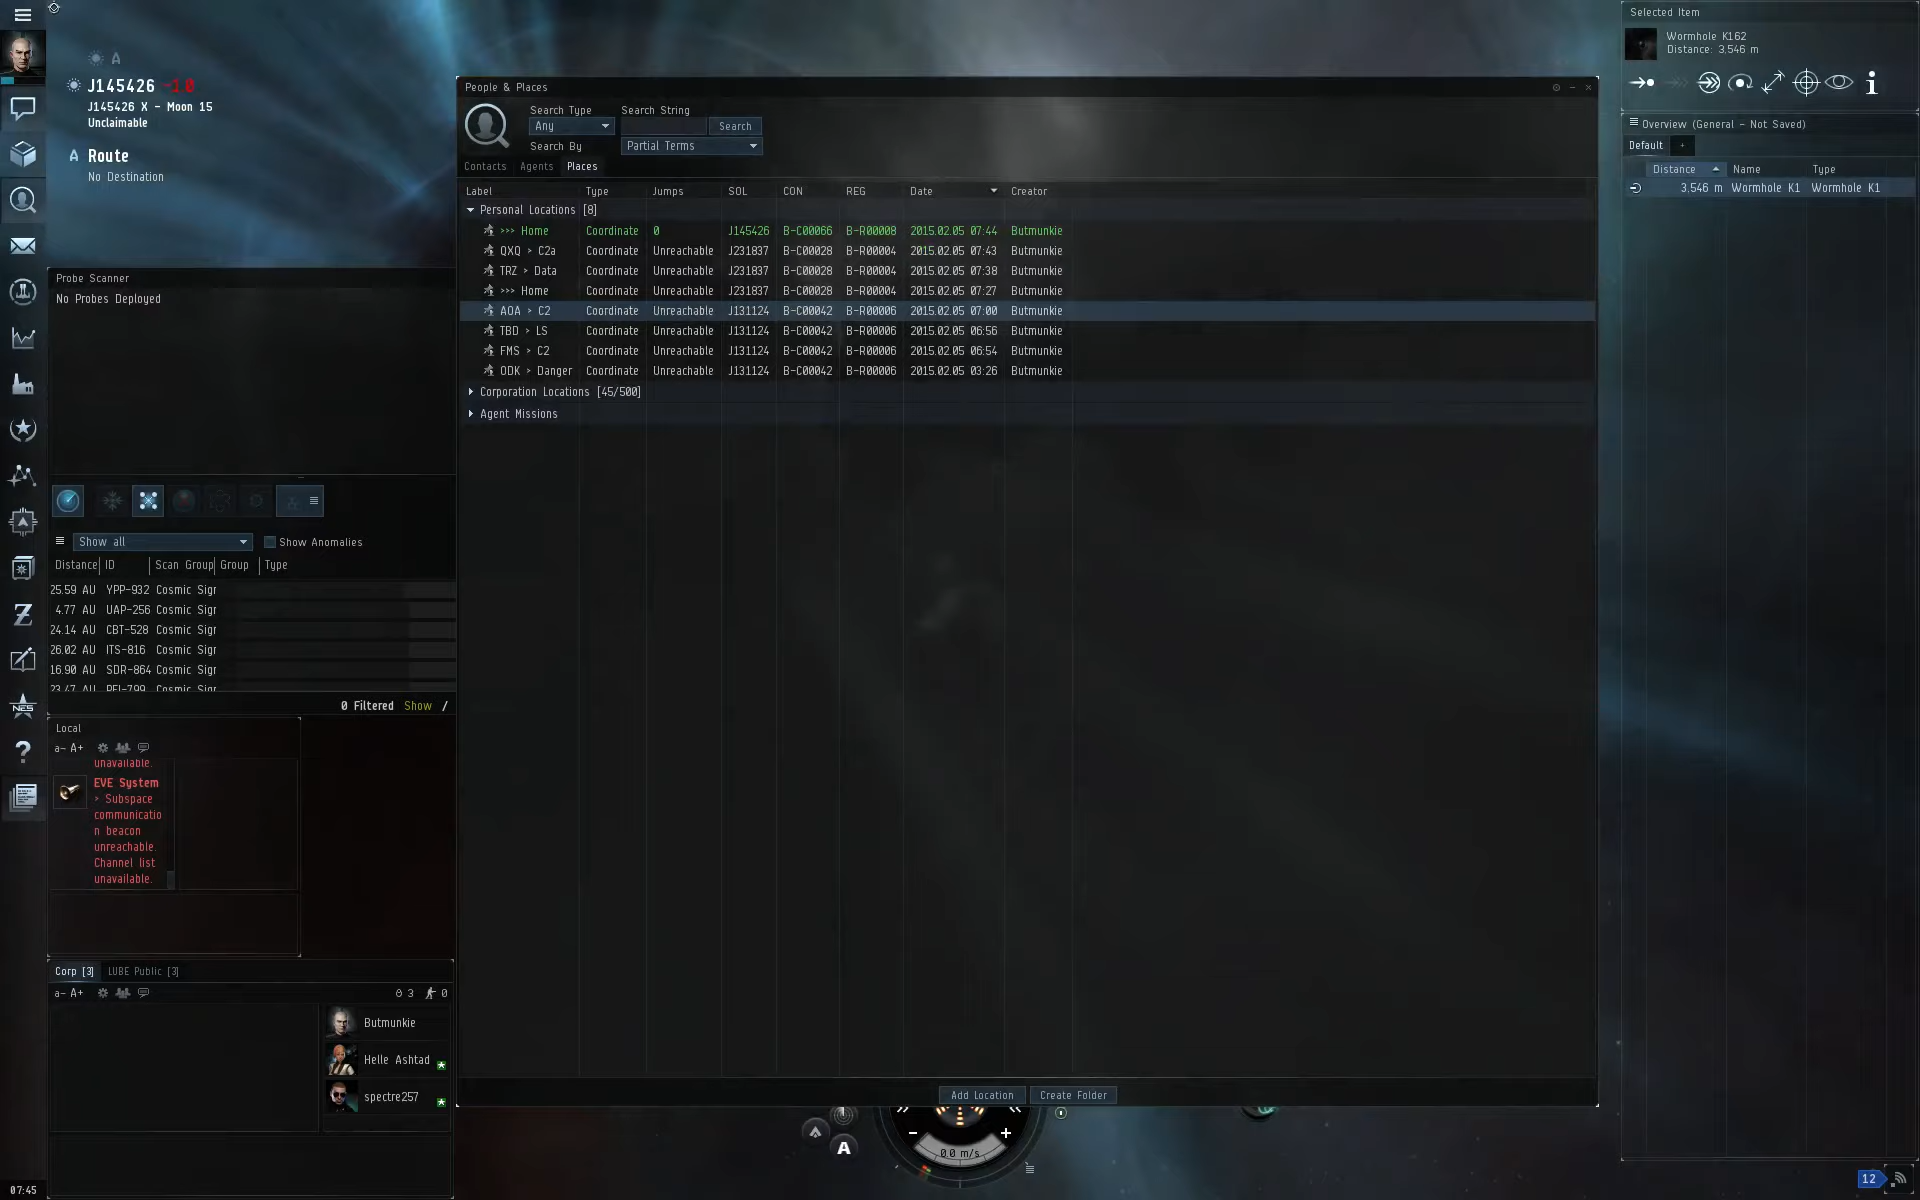 A
J145426 -1.0
J145426 X - Moon 15
Unclaimable
A Route
No Destination
Probe Scanner
No Probes Deployed
Show all
Show Anomalies
Distance ID Scan Group Group Type
25.59 AU YPP-932 Cosmic Sigr
4.77 AU UAP-256 Cosmic Sigr
24.14 AU CBT-528 Cosmic Sigr
26.02 AU ITS-816 Cosmic Sigr
16.90 AU SDR-864 Cosmic Sigr
0 Filtered Show /
Local
a- A+
unavailable.
EVE System
> Subspace
communicatio
n beacon
unreachable.
Channel list
unavailable.
Corp [3] LUBE Public [3]
a- A+
3 0
Butmunkie
Helle Ashtad
spectre257
07:45
People & Places
Search Type Search String
Any Search
Search By Partial Terms
Contacts Agents Places
Label Type Jumps SOL CON REG Date Creator
Personal Locations [8]
>>> Home Coordinate 0 J145426 B-C00066 B-R00008 2015.02.05 07:44 Butmunkie
QXQ > C2a Coordinate Unreachable J231837 B-C00028 B-R00004 2015.02.05 07:43 Butmunkie
TRZ > Data Coordinate Unreachable J231837 B-C00028 B-R00004 2015.02.05 07:38 Butmunkie
>>> Home Coordinate Unreachable J231837 B-C00028 B-R00004 2015.02.05 07:27 Butmunkie
AOA > C2 Coordinate Unreachable J131124 B-C00042 B-R00006 2015.02.05 07:00 Butmunkie
TBD > LS Coordinate Unreachable J131124 B-C00042 B-R00006 2015.02.05 06:56 Butmunkie
FMS > C2 Coordinate Unreachable J131124 B-C00042 B-R00006 2015.02.05 06:54 Butmunkie
ODK > Danger Coordinate Unreachable J131124 B-C00042 B-R00006 2015.02.05 03:26 Butmunkie
Corporation Locations [45/500]
Agent Missions
Add Location Create Folder
A
0.0 m/s
Selected Item
Wormhole K162
Distance: 3,546 m
Overview (General - Not Saved)
Default +
Distance Name Type
3,546 m Wormhole K1 Wormhole K1
12